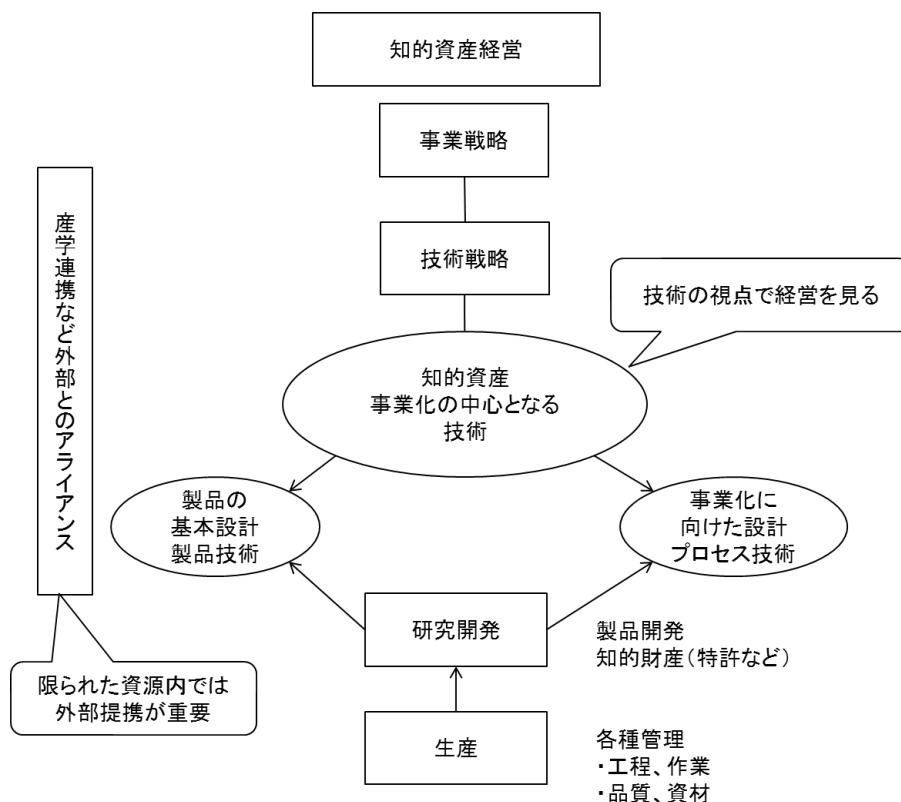 知的資産経営
事業戦略
産学連携など外部とのアライアンス
技術戦略
技術の視点で経営を見る
知的資産
事業化の中心となる
技術
製品の
基本設計
製品技術
事業化に
向けた設計
プロセス技術
研究開発
製品開発
知的財産(特許など)
限られた資源内では
外部提携が重要
生産
各種管理
・工程、作業
・品質、資材